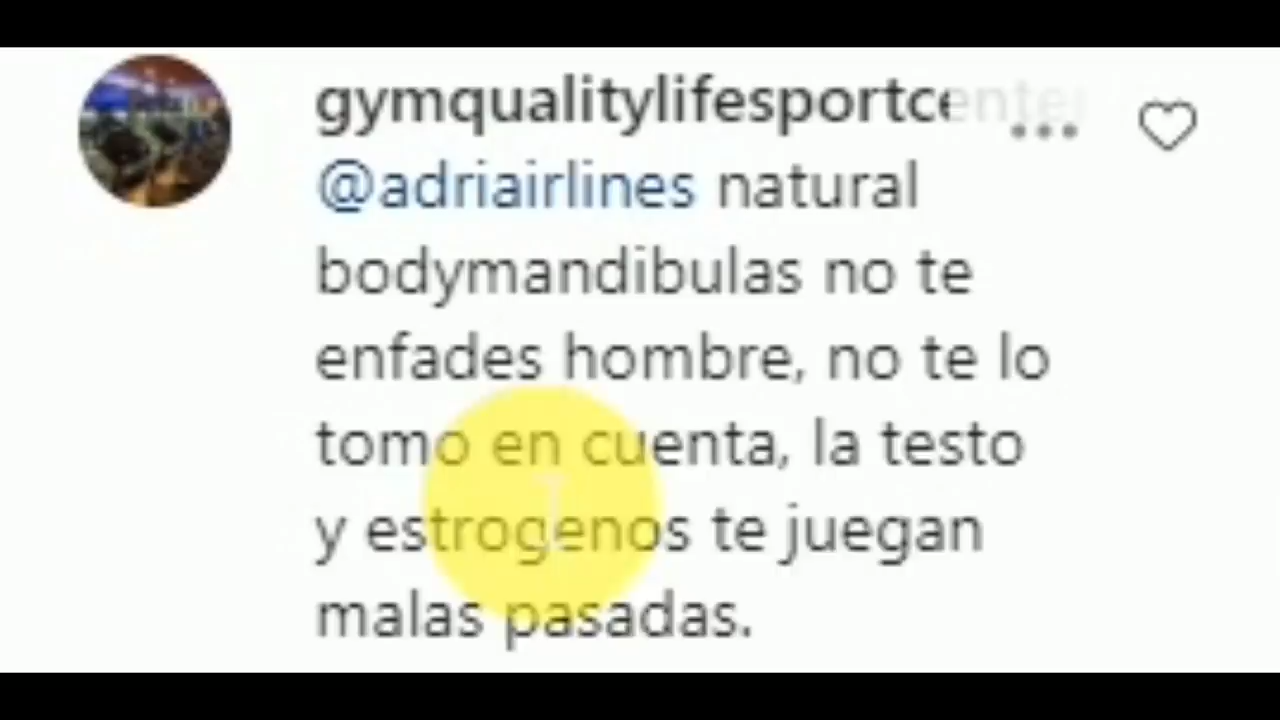 gymqualitylifesportcenter
@adriairlines natural
bodymandibulas no te
enfades hombre, no te lo
tomo en cuenta, la testo
y estrogenos te juegan
malas pasadas.